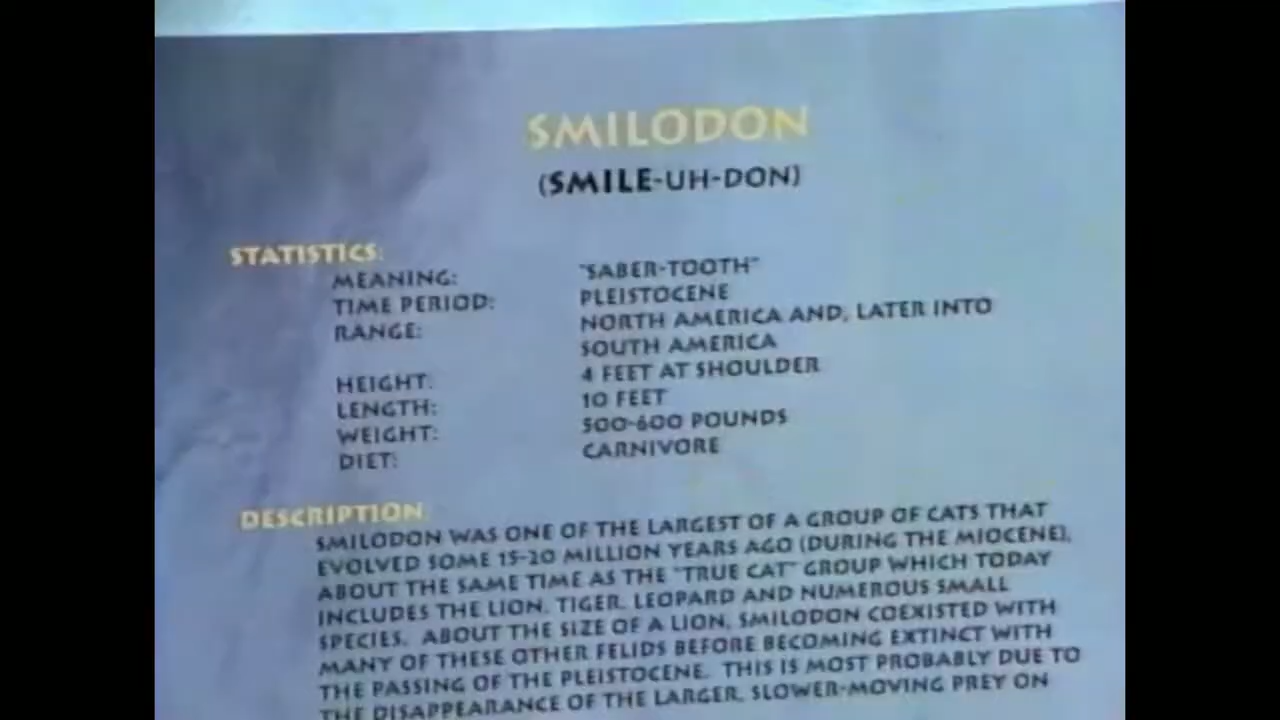 SMILODON
(SMILE-UH-DON)
STATISTICS:
MEANING: "SABER-TOOTH"
TIME PERIOD: PLEISTOCENE
RANGE: NORTH AMERICA AND, LATER INTO
SOUTH AMERICA
HEIGHT: 4 FEET AT SHOULDER
LENGTH: 10 FEET
WEIGHT: 500-600 POUNDS
DIET: CARNIVORE
DESCRIPTION
SMILODON WAS ONE OF THE LARGEST OF A GROUP OF CATS THAT
EVOLVED SOME 15-20 MILLION YEARS AGO (DURING THE MIOCENE),
ABOUT THE SAME TIME AS THE "TRUE CAT" GROUP WHICH TODAY
INCLUDES THE LION, TIGER, LEOPARD AND NUMEROUS SMALL
SPECIES. ABOUT THE SIZE OF A LION, SMILODON COEXISTED WITH
MANY OF THESE OTHER FELIDS BEFORE BECOMING EXTINCT WITH
THE PASSING OF THE PLEISTOCENE. THIS IS MOST PROBABLY DUE TO
THE DISAPPEARANCE OF THE LARGER, SLOWER-MOVING PREY ON